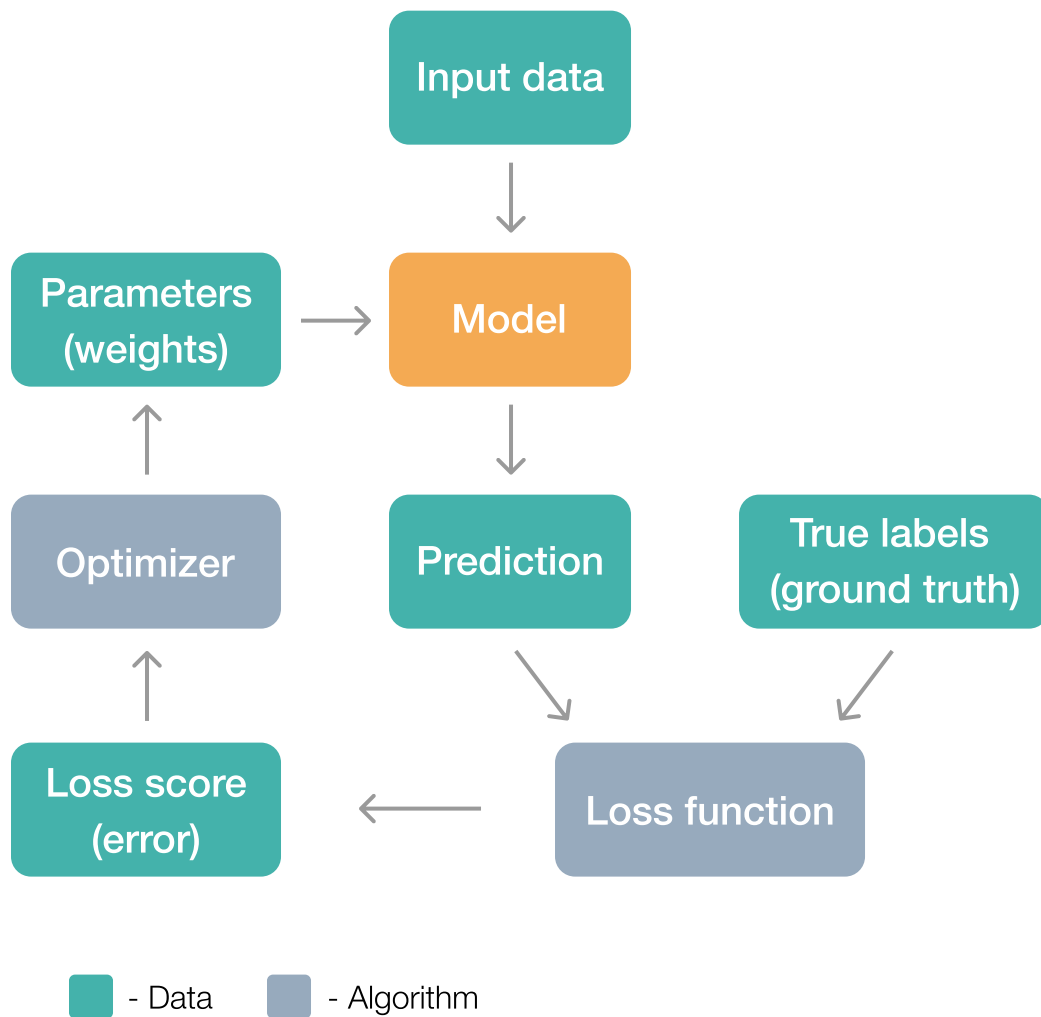 Input data
Parameters
(weights)
Model
Optimizer
Prediction
True labels
(ground truth)
Loss score
(error)
Loss function
- Data
- Algorithm